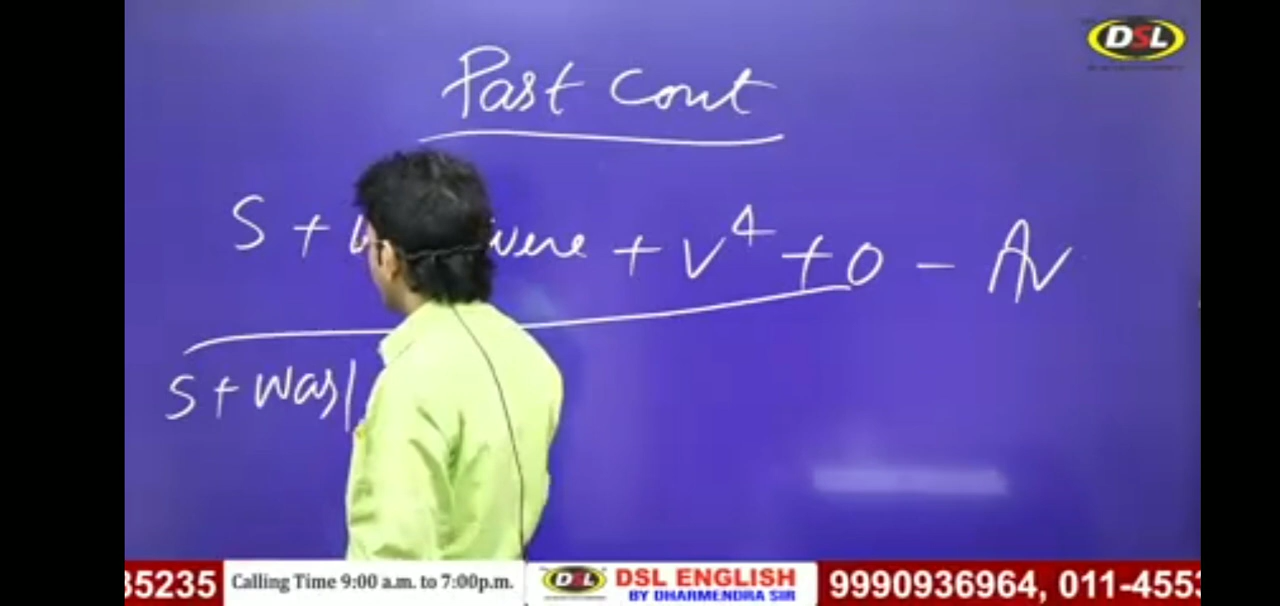 DSL
Past Cont
S + were + V4 + O - Av
S + was/
35235 Calling Time 9:00 a.m. to 7:00p.m. DSL DSL ENGLISH 9990936964, 011-455
BY DHARMENDRA SIR